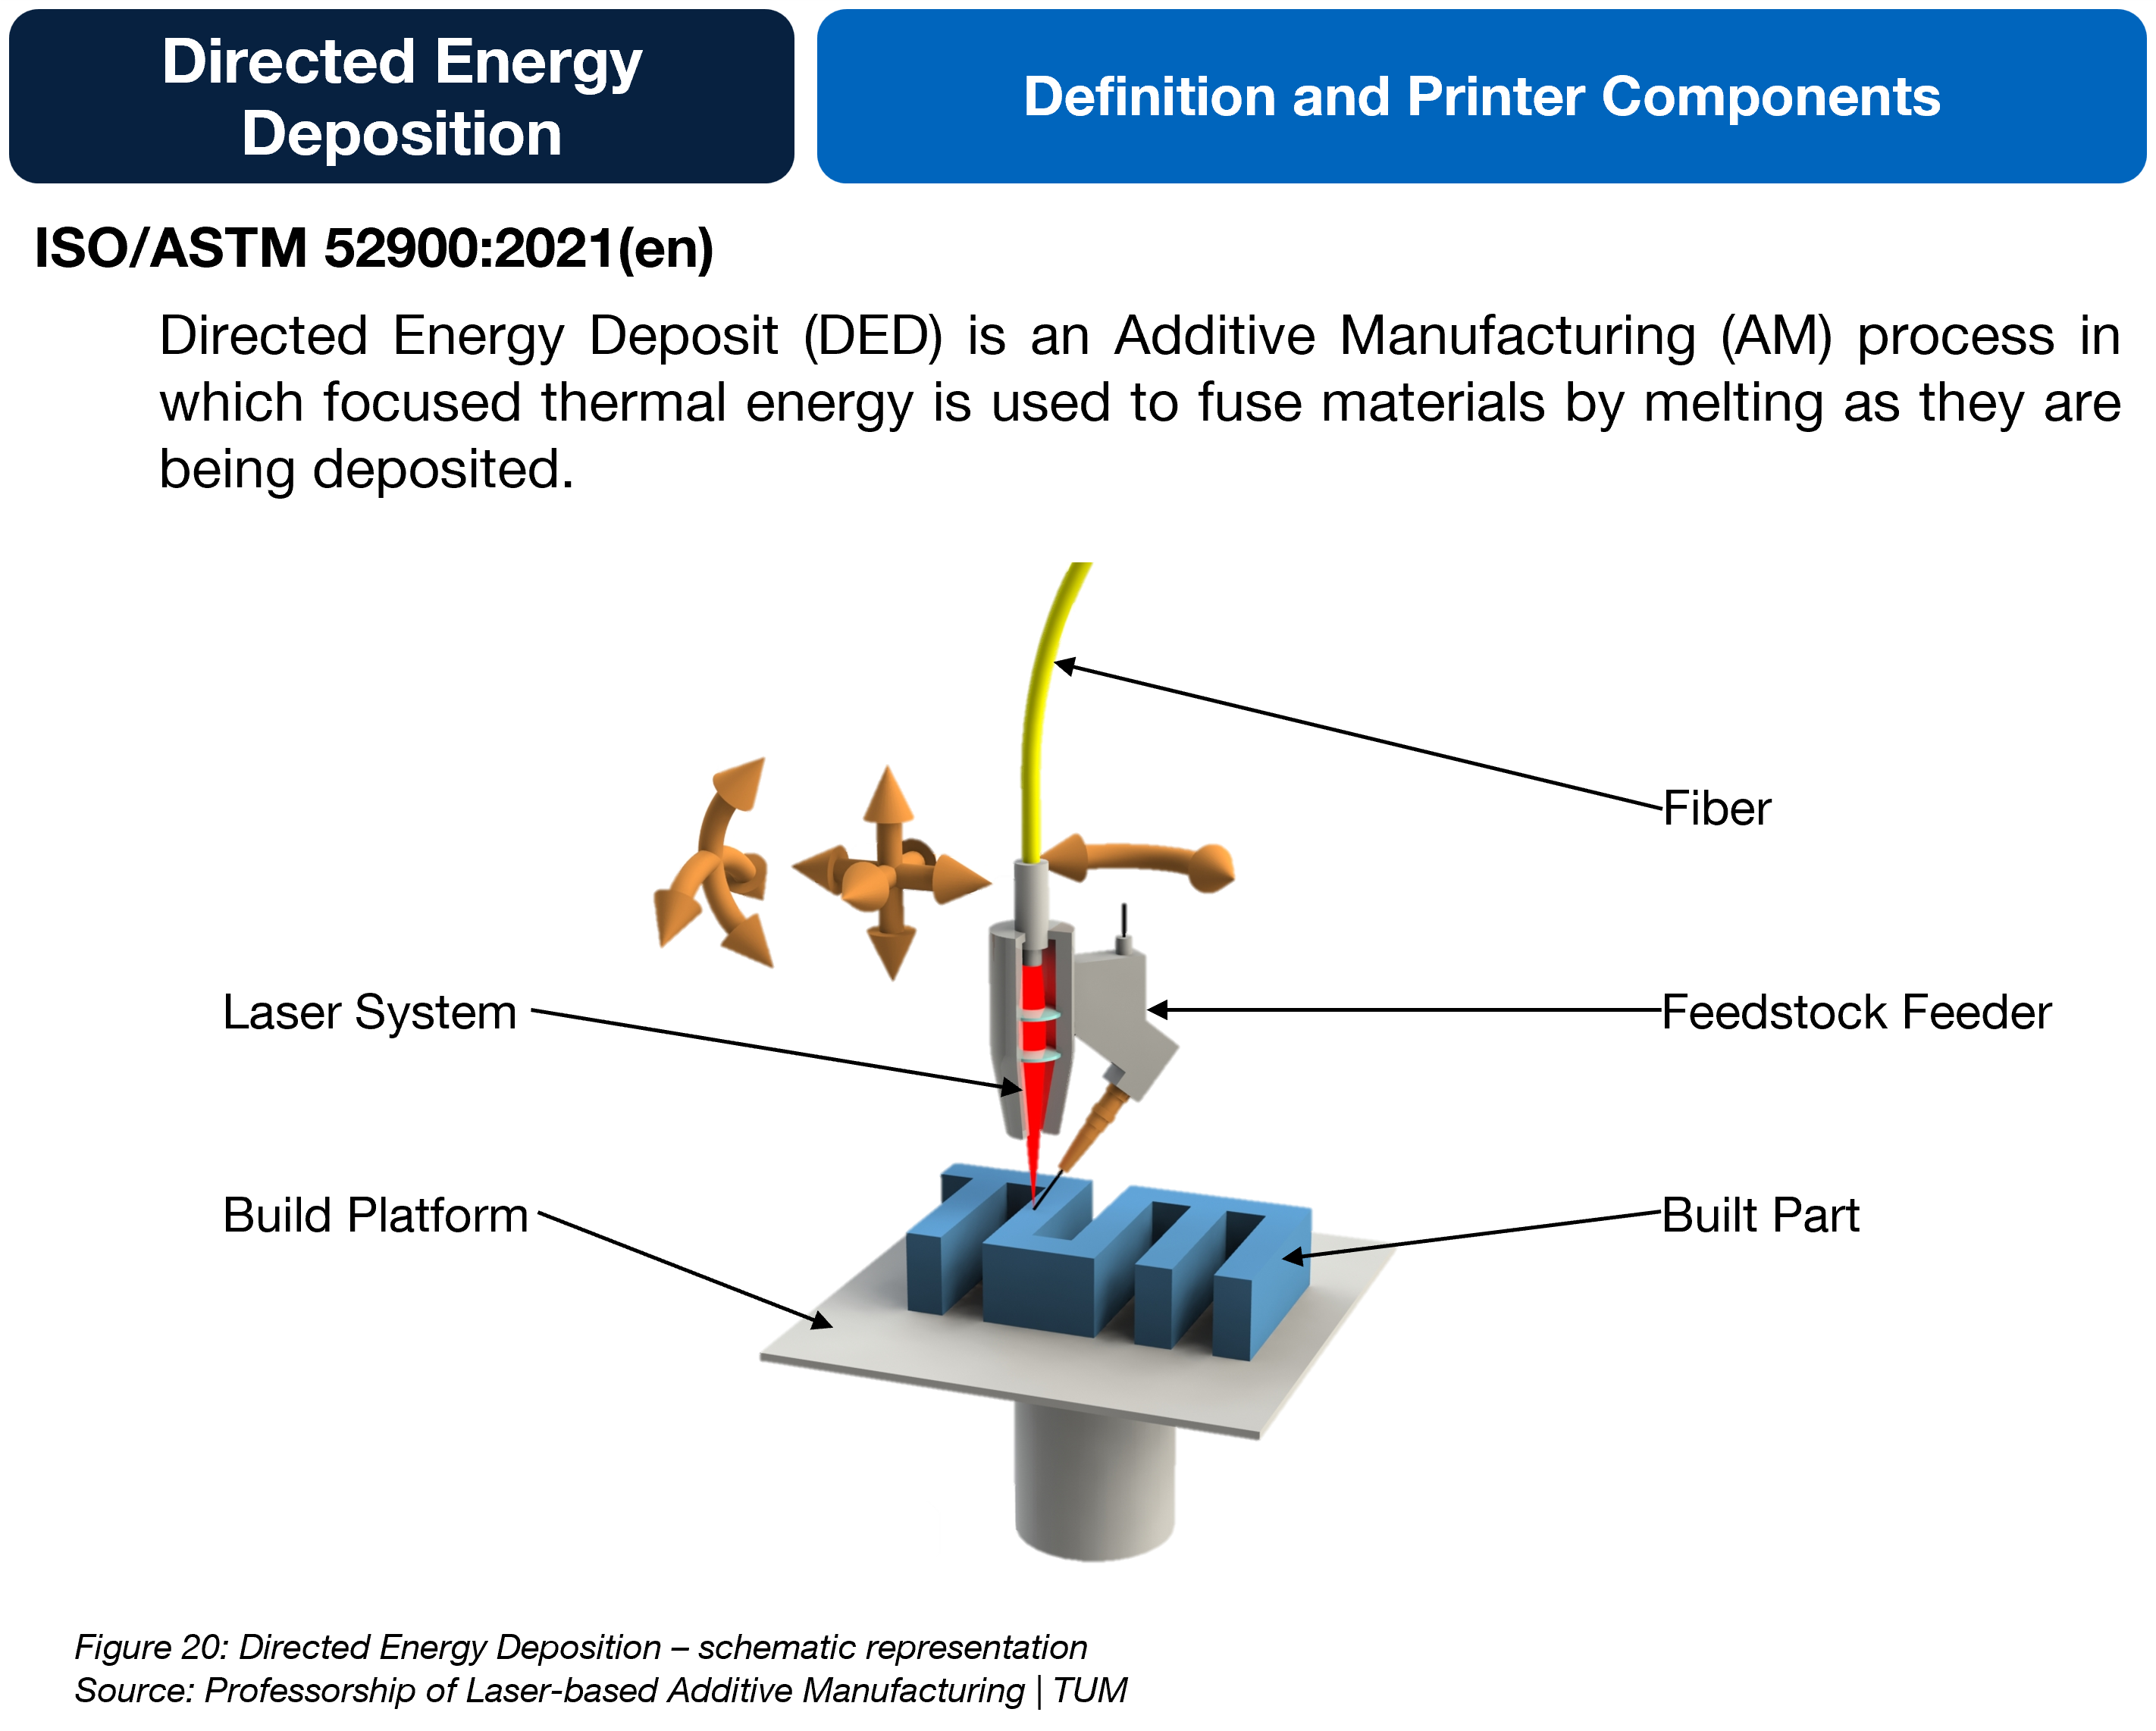 Directed Energy
Deposition
Definition and Printer Components
ISO/ASTM 52900:2021(en)
Directed Energy Deposit (DED) is an Additive Manufacturing (AM) process in
which focused thermal energy is used to fuse materials by melting as they are
being deposited.
Fiber
Laser System
Feedstock Feeder
Build Platform
Built Part
Figure 20: Directed Energy Deposition – schematic representation
Source: Professorship of Laser-based Additive Manufacturing | TUM